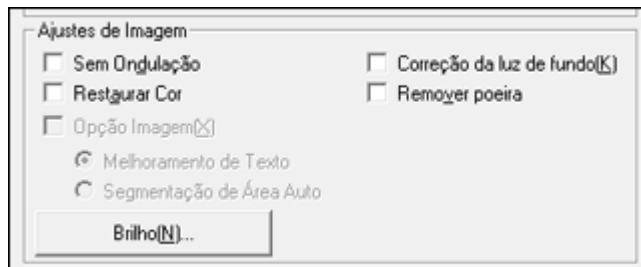 Ajustes de Imagem
Sem Ondulação
Correção da luz de fundo(K)
Restaurar Cor
Remover poeira
Opção Imagem(X)
Melhoramento de Texto
Segmentação de Área Auto
Brilho(N)...